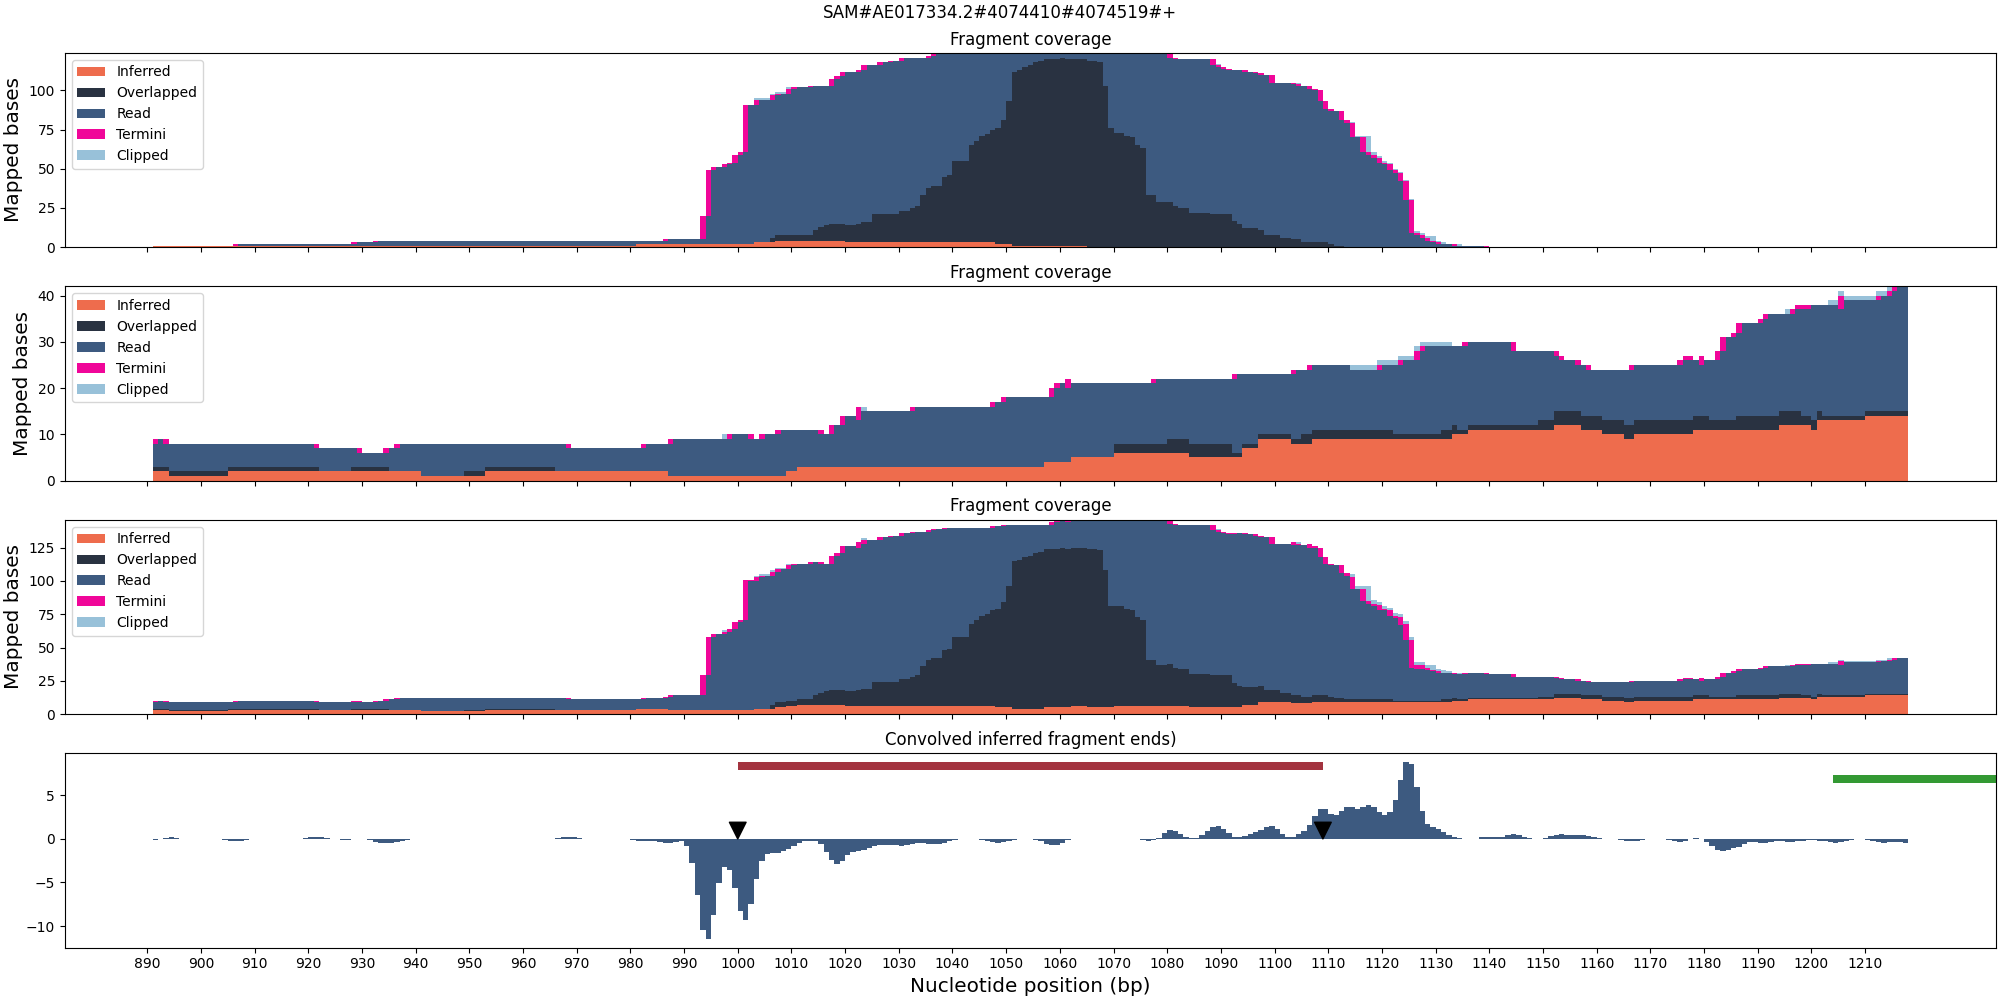 SAM#AE017334.2#4074410#4074519#+
Fragment coverage
Mapped bases
100
75
50
25
0
Inferred
Overlapped
Read
Termini
Clipped
Fragment coverage
Mapped bases
40
30
20
10
0
Inferred
Overlapped
Read
Termini
Clipped
Fragment coverage
Mapped bases
125
100
75
50
25
0
Inferred
Overlapped
Read
Termini
Clipped
Convolved inferred fragment ends)
5
0
−5
−10
890 900 910 920 930 940 950 960 970 980 990 1000 1010 1020 1030 1040 1050 1060 1070 1080 1090 1100 1110 1120 1130 1140 1150 1160 1170 1180 1190 1200 1210
Nucleotide position (bp)